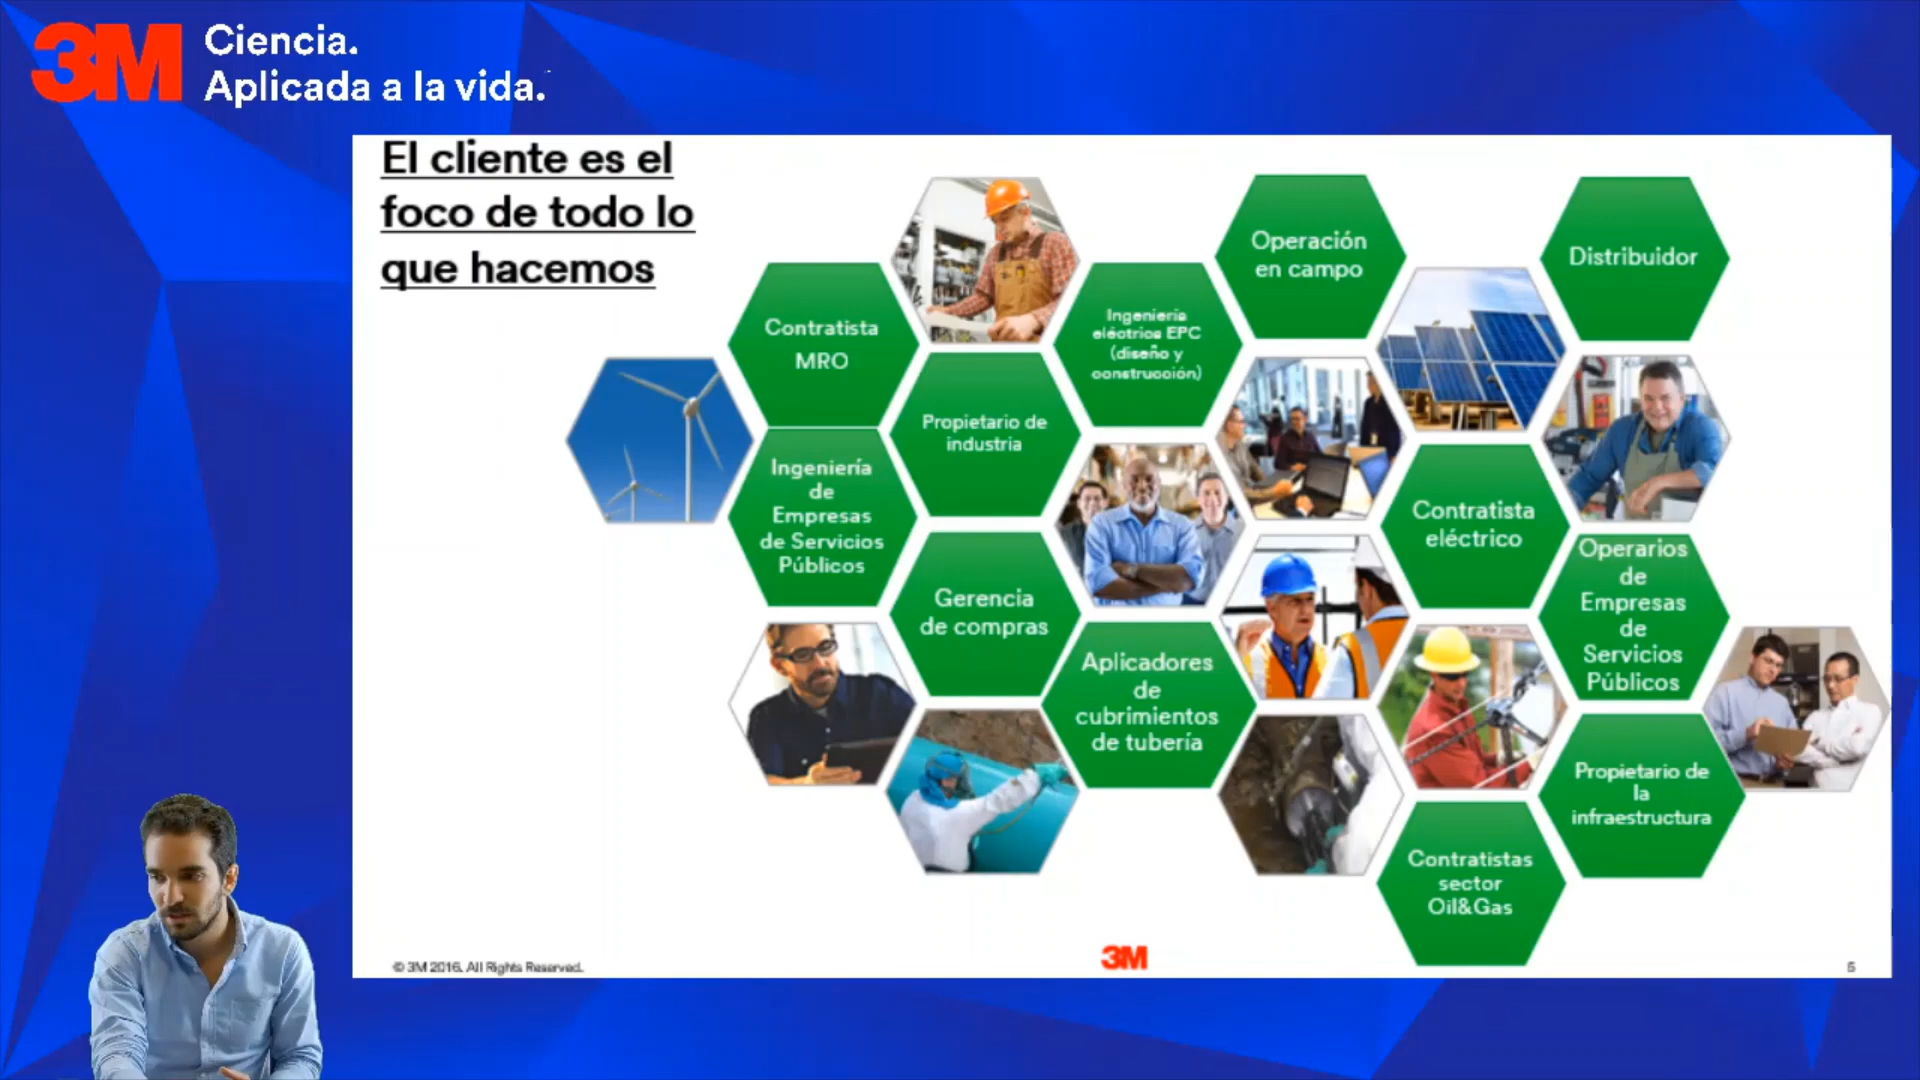 3M
Ciencia.
Aplicada a la vida.
El cliente es el
foco de todo lo
que hacemos
Contratista
MRO
Ingeniería
eléctrica EPC
(diseño y
construcción)
Operación
en campo
Distribuidor
Propietario de
industria
Ingeniería
de
Empresas
de Servicios
Públicos
Contratista
eléctrico
Gerencia
de compras
Operarios
de
Empresas
de
Servicios
Públicos
Aplicadores
de
cubrimientos
de tubería
Propietario de
la
infraestructura
Contratistas
sector
Oil&Gas
© 3M 2016. All Rights Reserved.
3M
5